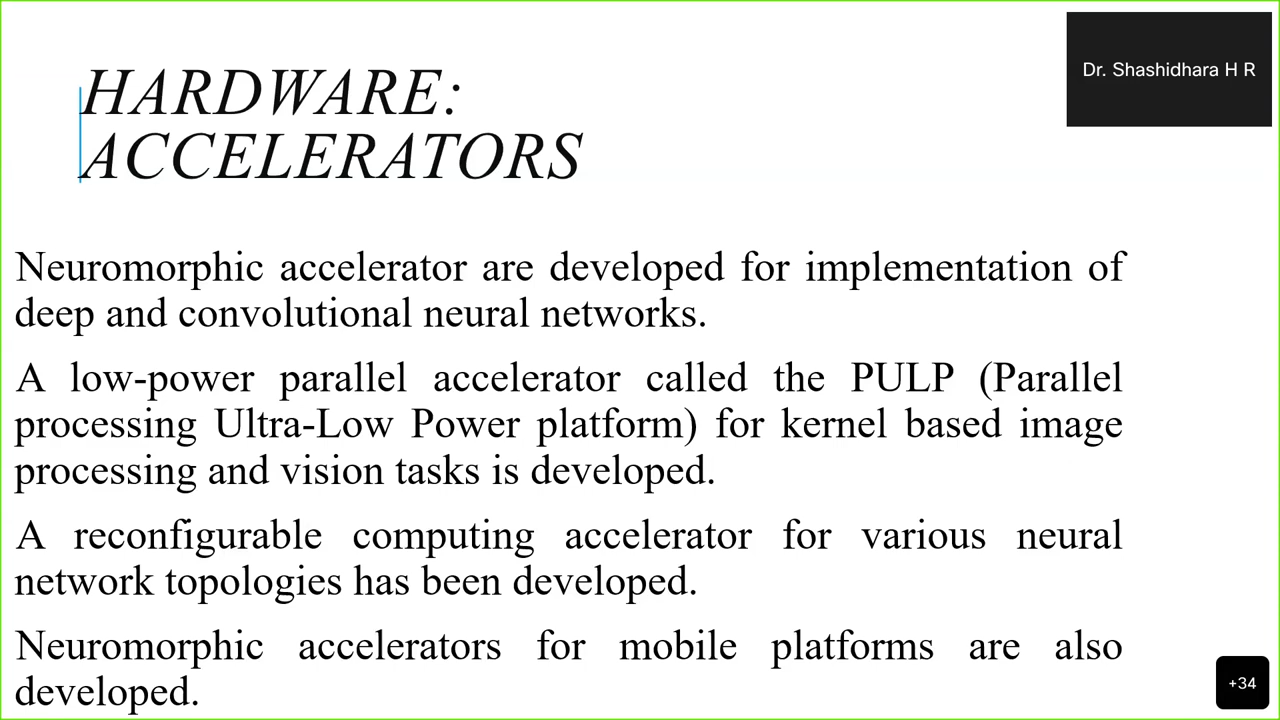 HARDWARE:
ACCELERATORS
Dr. Shashidhara H R
Neuromorphic accelerator are developed for implementation of
deep and convolutional neural networks.
A low-power parallel accelerator called the PULP (Parallel
processing Ultra-Low Power platform) for kernel based image
processing and vision tasks is developed.
A reconfigurable computing accelerator for various neural
network topologies has been developed.
Neuromorphic accelerators for mobile platforms are also
developed.
+34